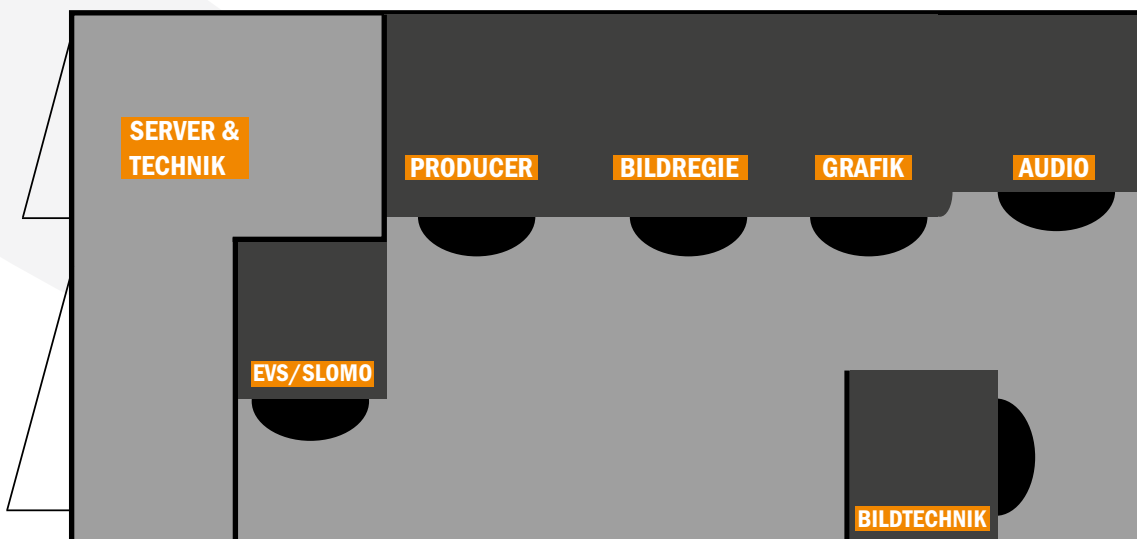 SERVER &
TECHNIK
PRODUCER
BILDREGIE
GRAFIK
AUDIO
EVS/SLOMO
BILDTECHNIK